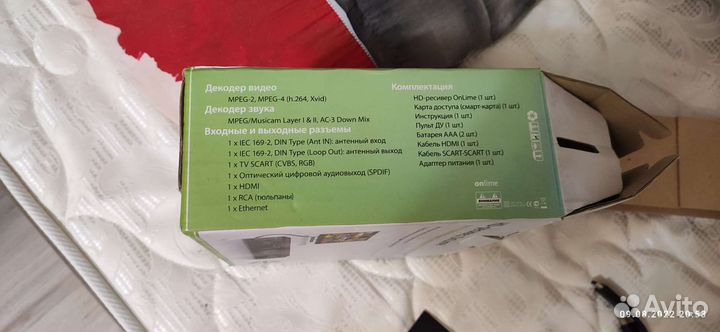 Декодер видео
MPEG-2, MPEG-4 (h.264, Xvid)
Декодер звука
MPEG/Musicam Layer I & II, AC-3 Down Mix
Входные и выходные разъемы
1 x IEC 169-2, DIN Type (Ant IN): антенный вход
1 x IEC 169-2, DIN Type (Loop Out): антенный выход
1 x TV SCART (CVBS, RGB)
1 x Оптический цифровой аудиовыход (SPDIF)
1 x HDMI
1 x RCA (тюльпаны)
1 x Ethernet
Комплектация
HD-ресивер OnLime (1 шт.)
Карта доступа (смарт-карта) (1 шт.)
Инструкция (1 шт.)
Пульт ДУ (1 шт.)
Батарея ААА (2 шт.)
Кабель HDMI (1 шт.)
Кабель SCART-SCART (1 шт.)
Адаптер питания (1 шт.)
onlime
ВНИМАНИЕ
09.08.2022 20:53
Avito